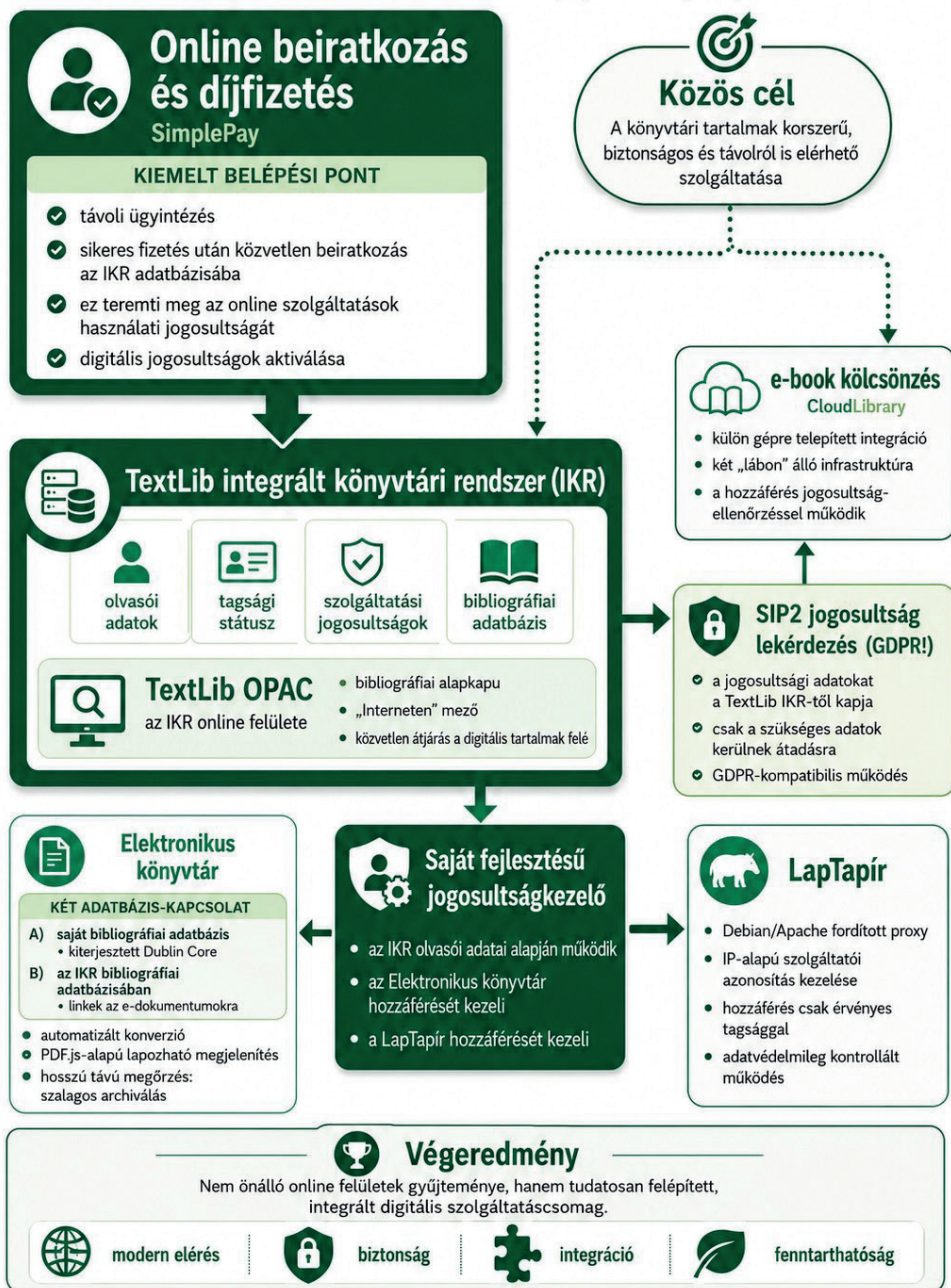 Online beiratkozás
és díjfizetés
SimplePay
KIEMELT BELÉPÉSI PONT
távoli ügyintézés
sikeres fizetés után közvetlen beiratkozás
az IKR adatbázisába
ez teremti meg az online szolgáltatások
használati jogosultságát
digitális jogosultságok aktiválása
Közös cél
A könyvtári tartalmak korszerű,
biztonságos és távolról is elérhető
szolgáltatása
e-book kölcsönzés
CloudLibrary
• külön gépre telepített integráció
• két „lábon” álló infrastruktúra
• a hozzáférés jogosultság-
ellenőrzéssel működik
TextLib integrált könyvtári rendszer (IKR)
olvasói
adatok
tagsági
státusz
szolgáltatási
jogosultságok
bibliográfiai
adatbázis
TextLib OPAC
az IKR online felülete
• bibliográfiai alapkapu
• „Interneten” mező
• közvetlen átjárás a digitális tartalmak felé
SIP2 jogosultság
lekérdezés (GDPR!)
a jogosultsági adatokat
a TextLib IKR-től kapja
csak a szükséges adatok
kerülnek átadásra
GDPR-kompatibilis működés
Elektronikus
könyvtár
KÉT ADATBÁZIS-KAPCSOLAT
A) saját bibliográfiai adatbázis
• kiterjesztett Dublin Core
B) az IKR bibliográfiai
adatbázisában
• linkek az e-dokumentumokra
• automatizált konverzió
• PDF.js-alapú lapozható megjelenítés
• hosszú távú megőrzés:
szalagos archiválás
Saját fejlesztésű
jogosultságkezelő
• az IKR olvasói adatai alapján működik
• az Elektronikus könyvtár
hozzáférését kezeli
• a LapTapír hozzáférését kezeli
LapTapír
• Debian/Apache fordított proxy
• IP-alapú szolgáltatói
azonosítás kezelése
• hozzáférés csak érvényes
tagsággal
• adatvédelmileg kontrollált
működés
Végeredmény
Nem önálló online felületek gyűjteménye, hanem tudatosan felépített,
integrált digitális szolgáltatáscsomag.
modern elérés
biztonság
integráció
fenntarthatóság